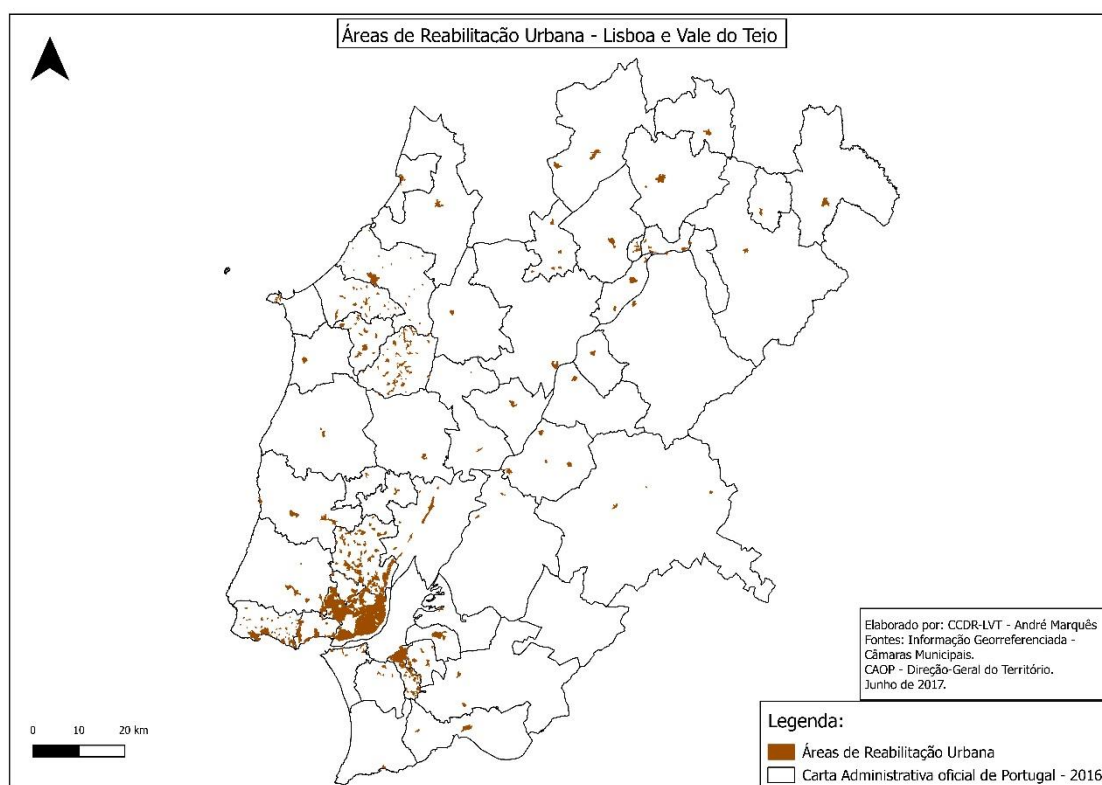 Áreas de Reabilitação Urbana - Lisboa e Vale do Tejo
Elaborado por: CCDR-LVT - André Marquês
Fontes: Informação Georreferenciada -
Câmaras Municipais.
CAOP - Direção-Geral do Território.
Junho de 2017.
0 10 20 km
Legenda:
Áreas de Reabilitação Urbana
Carta Administrativa oficial de Portugal - 2016